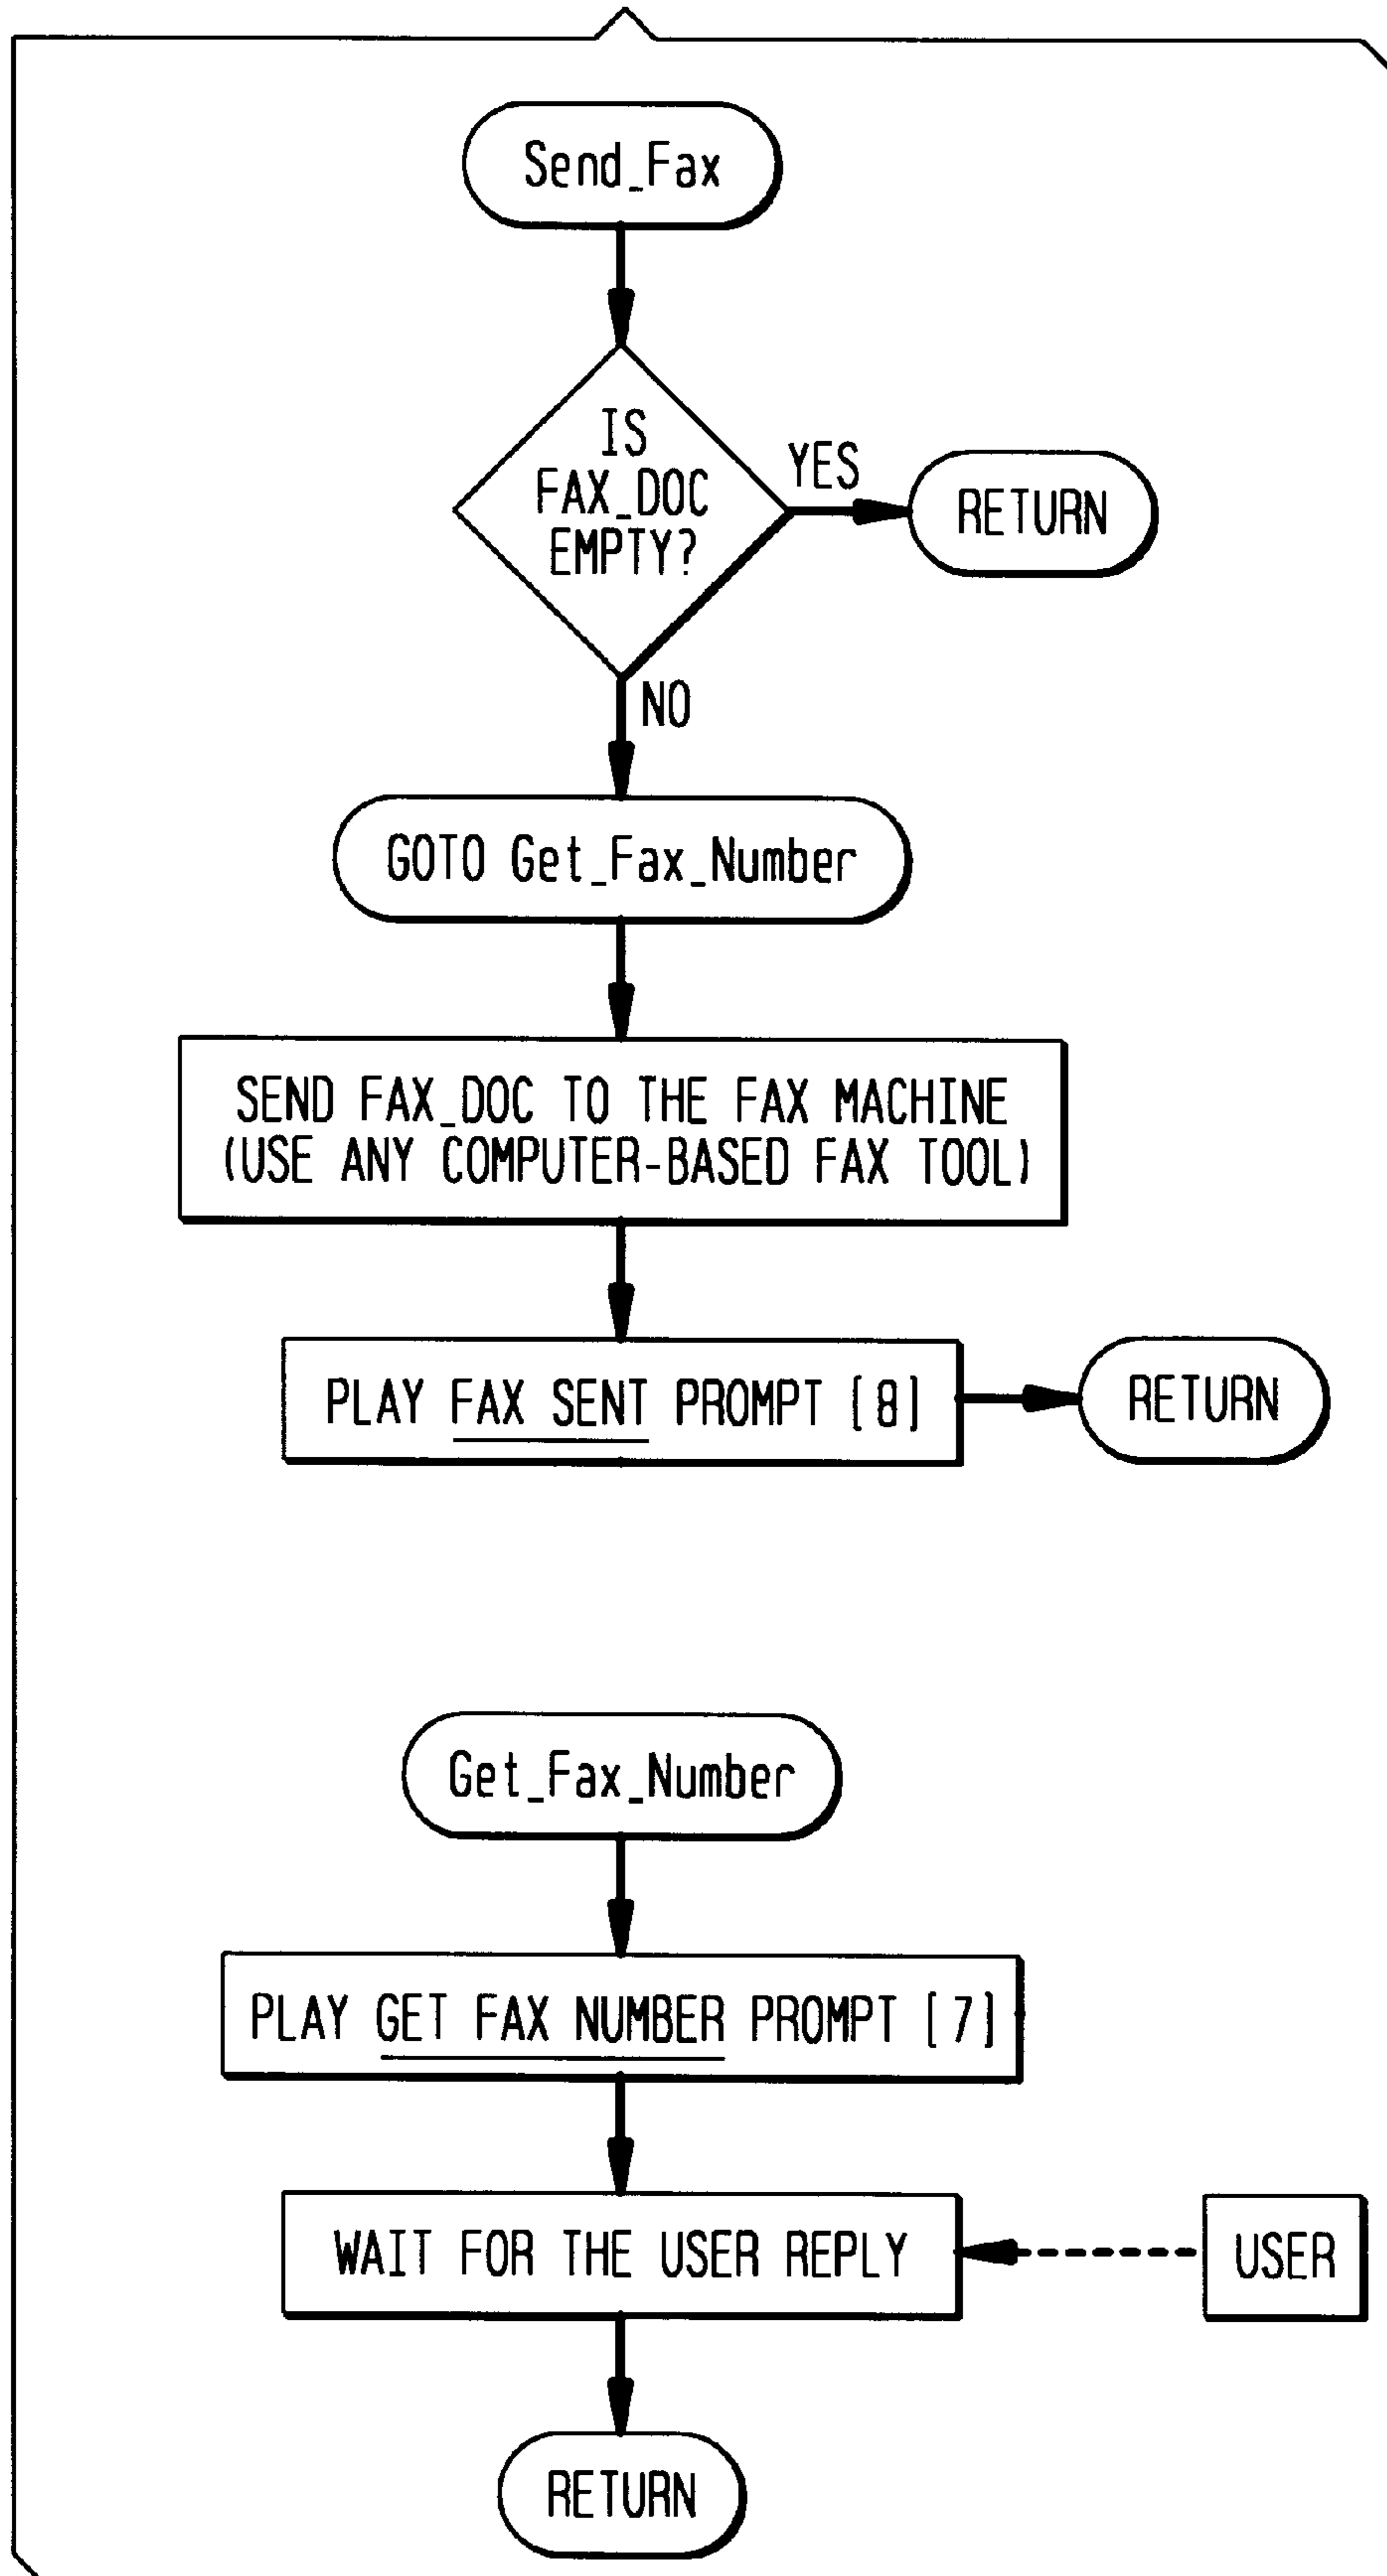 Send_Fax
IS
FAX_DOC
EMPTY?
YES
RETURN
NO
GOTO Get_Fax_Number
SEND FAX_DOC TO THE FAX MACHINE
(USE ANY COMPUTER-BASED FAX TOOL)
PLAY FAX SENT PROMPT [8]
RETURN
Get_Fax_Number
PLAY GET FAX NUMBER PROMPT [7]
WAIT FOR THE USER REPLY
USER
RETURN